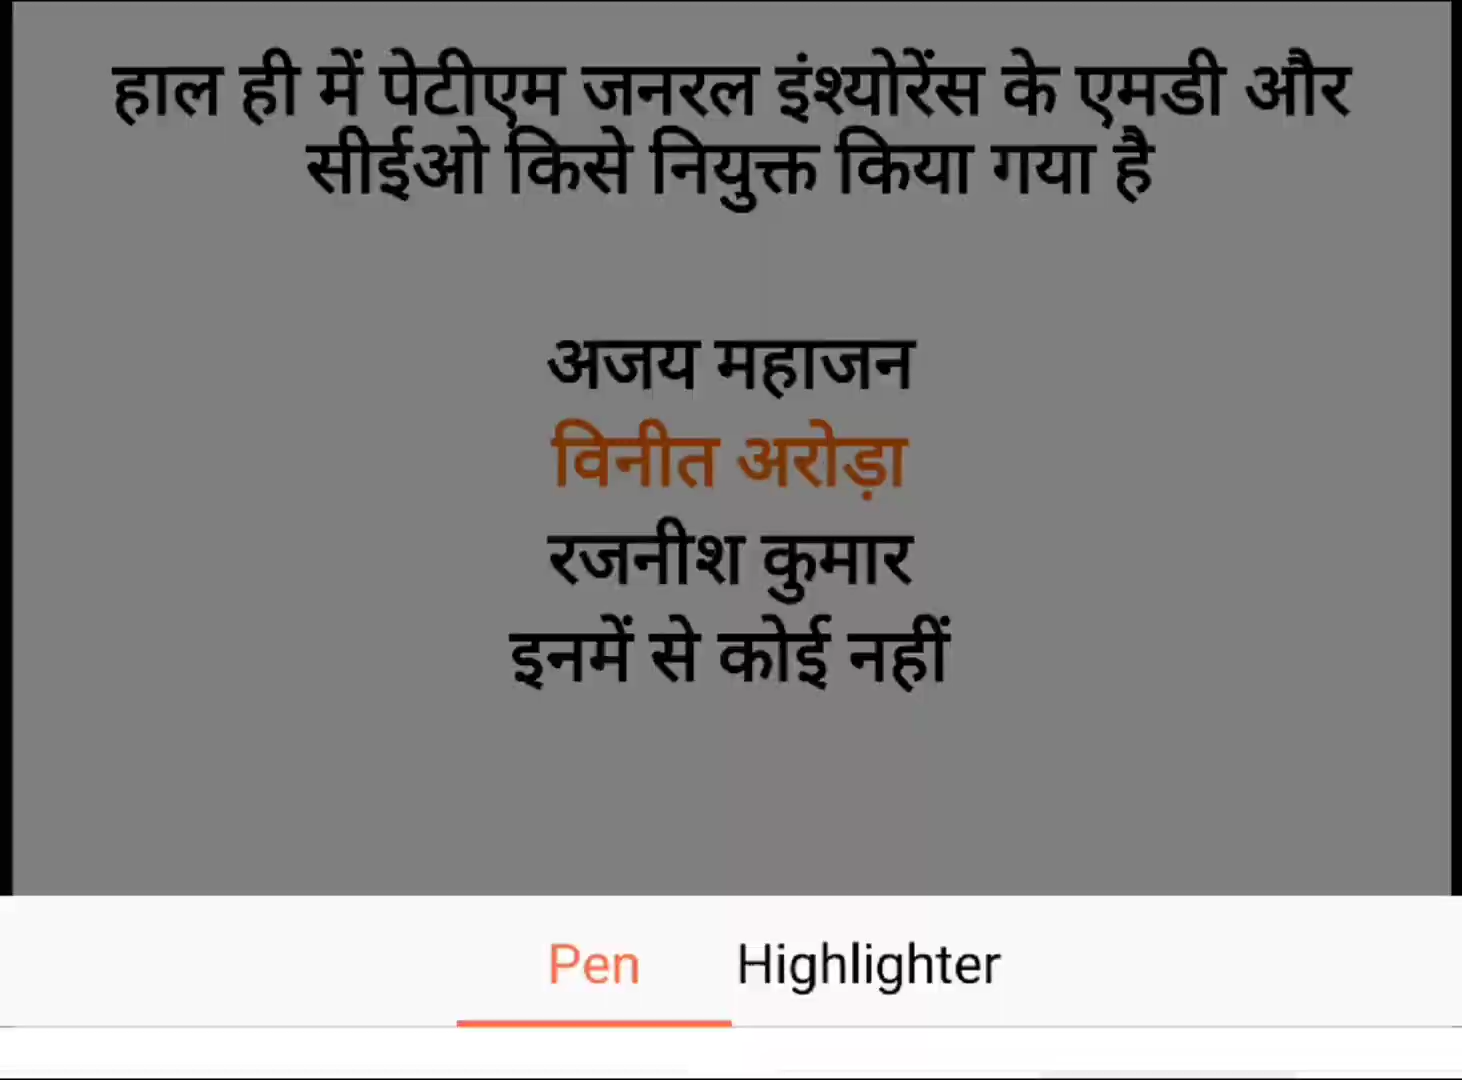 हाल ही में पेटीएम जनरल इंश्योरेंस के एमडी और
सीईओ किसे नियुक्त किया गया है
अजय महाजन
विनीत अरोड़ा
रजनीश कुमार
इनमें से कोई नहीं
Pen Highlighter